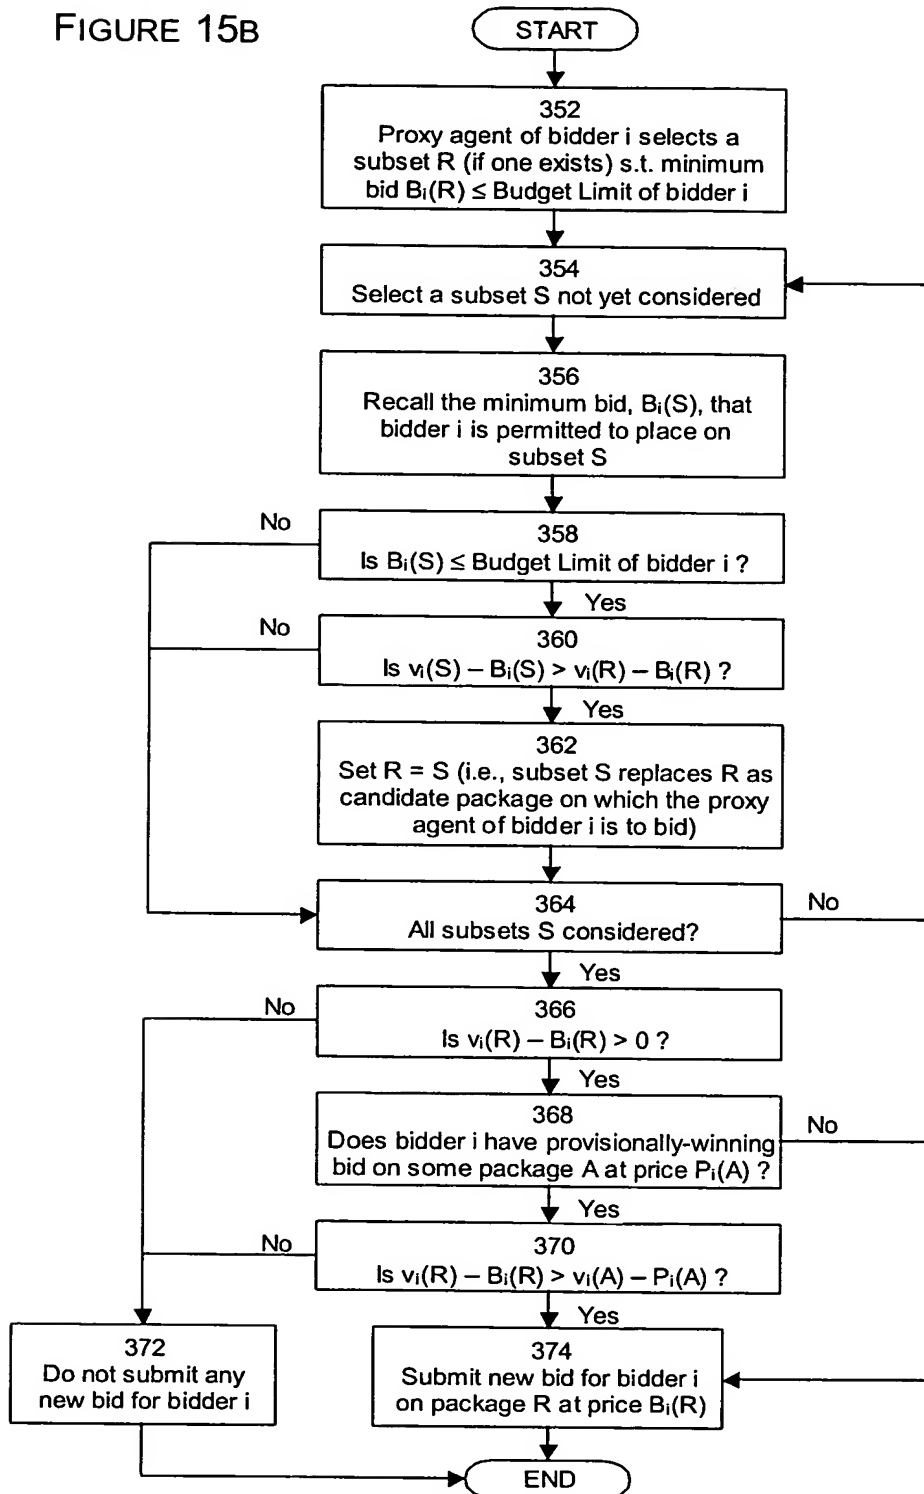 FIGURE 15B
START
352
Proxy agent of bidder i selects a
subset R (if one exists) s.t. minimum
bid Bᵢ(R) ≤ Budget Limit of bidder i
354
Select a subset S not yet considered
356
Recall the minimum bid, Bᵢ(S), that
bidder i is permitted to place on
subset S
No
358
Is Bᵢ(S) ≤ Budget Limit of bidder i ?
Yes
No
360
Is vᵢ(S) – Bᵢ(S) > vᵢ(R) – Bᵢ(R) ?
Yes
362
Set R = S (i.e., subset S replaces R as
candidate package on which the proxy
agent of bidder i is to bid)
364
All subsets S considered?
No
Yes
No
366
Is vᵢ(R) – Bᵢ(R) > 0 ?
Yes
368
Does bidder i have provisionally-winning
bid on some package A at price Pᵢ(A) ?
No
Yes
No
370
Is vᵢ(R) – Bᵢ(R) > vᵢ(A) – Pᵢ(A) ?
Yes
372
Do not submit any
new bid for bidder i
374
Submit new bid for bidder i
on package R at price Bᵢ(R)
END